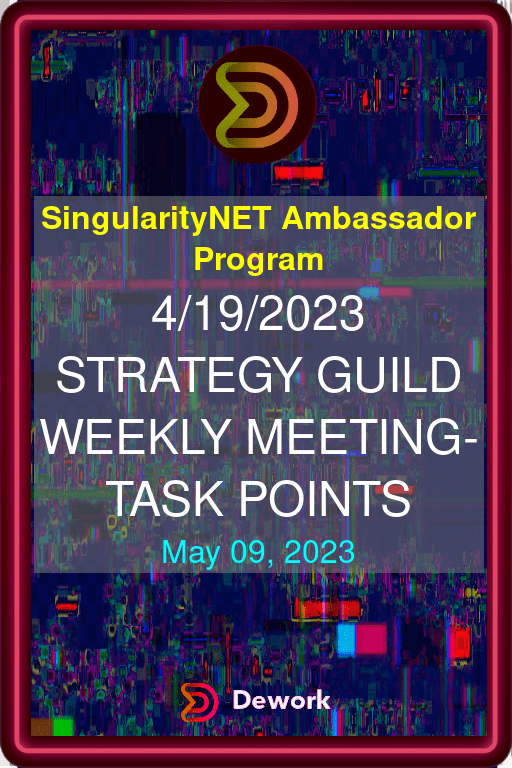 SingularityNET Ambassador
Program
4/19/2023
STRATEGY GUILD
WEEKLY MEETING-
TASK POINTS
May 09, 2023
Dework